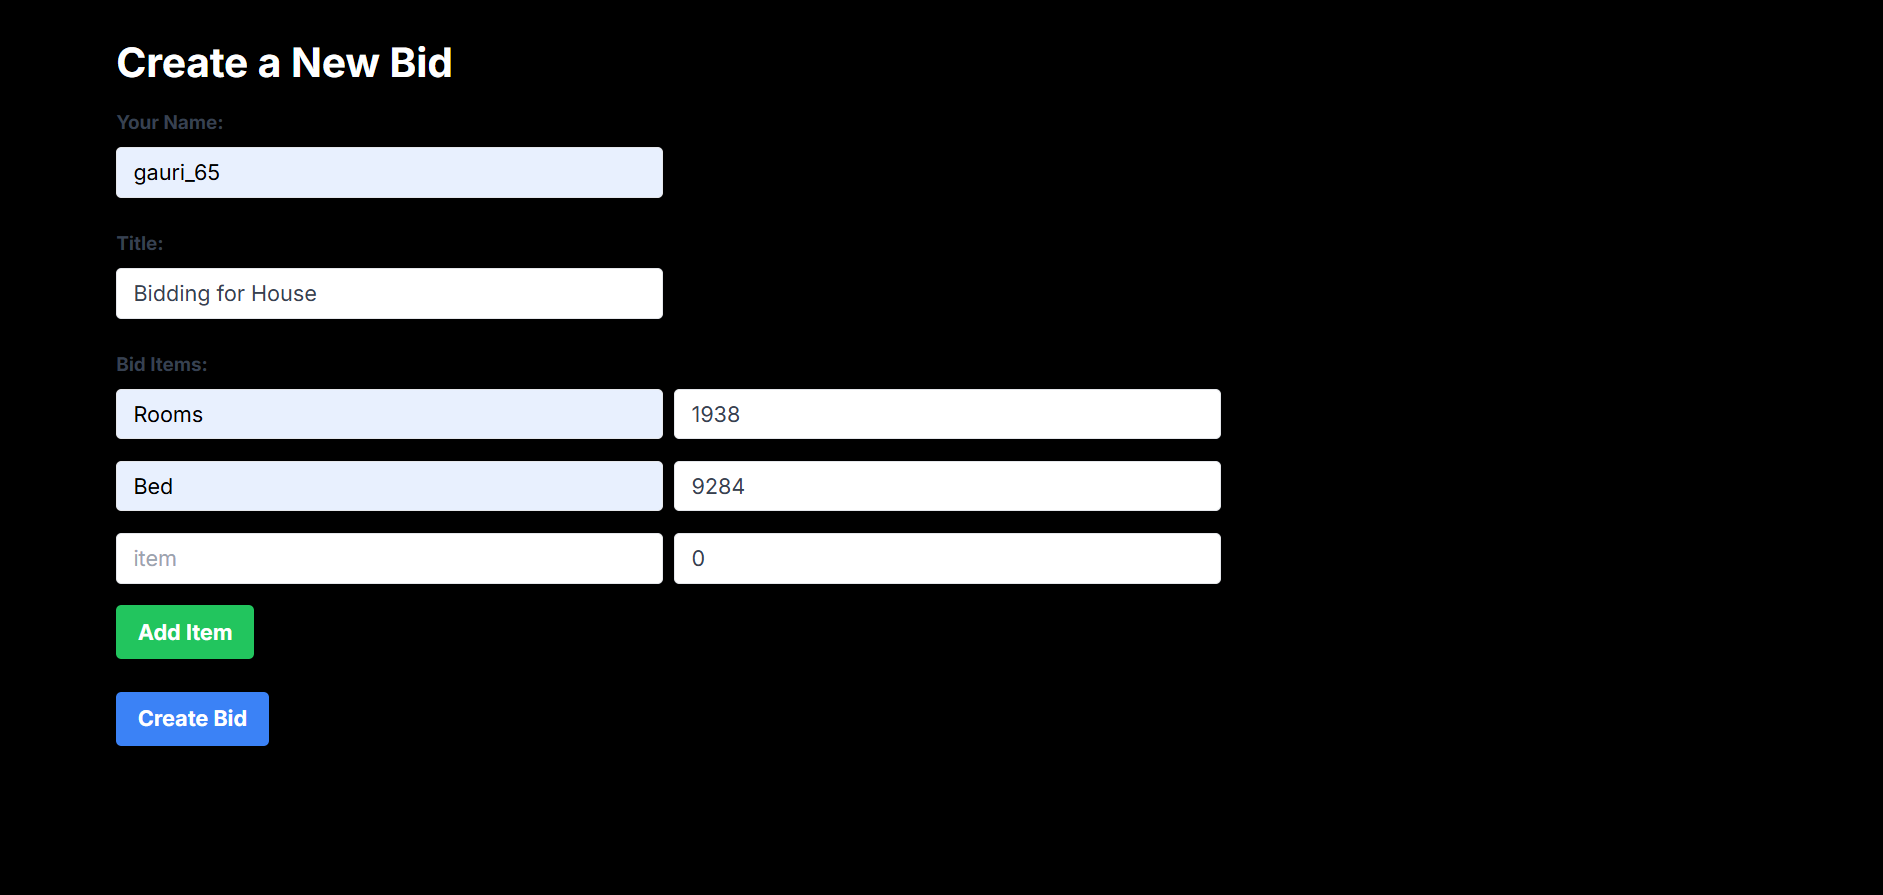 Create a New Bid
Your Name:
gauri_65
Title:
Bidding for House
Bid Items:
Rooms 1938
Bed 9284
item 0
Add Item
Create Bid